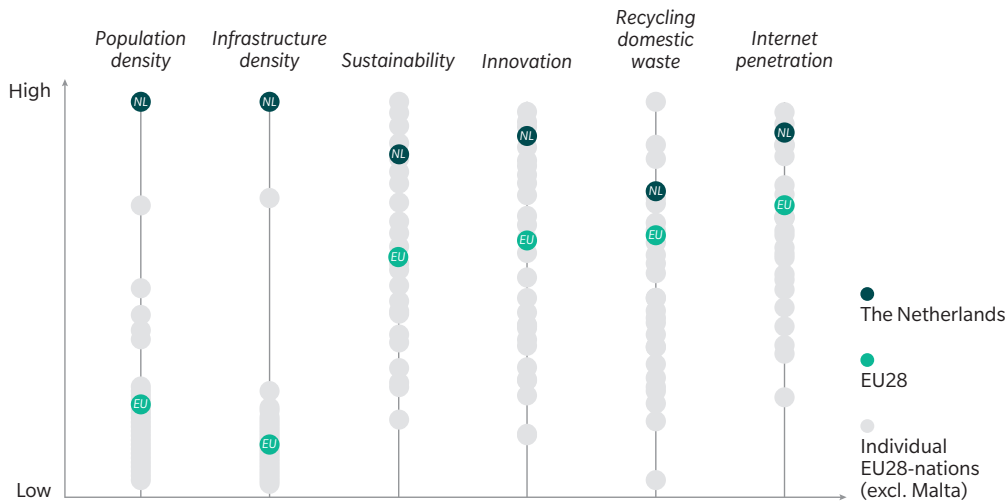 Population
density
Infrastructure
density
Sustainability
Innovation
Recycling
domestic
waste
Internet
penetration
High
NL
NL
NL
NL
NL
NL
EU
EU
EU
EU
EU
EU
Low
The Netherlands
EU28
Individual
EU28-nations
(excl. Malta)